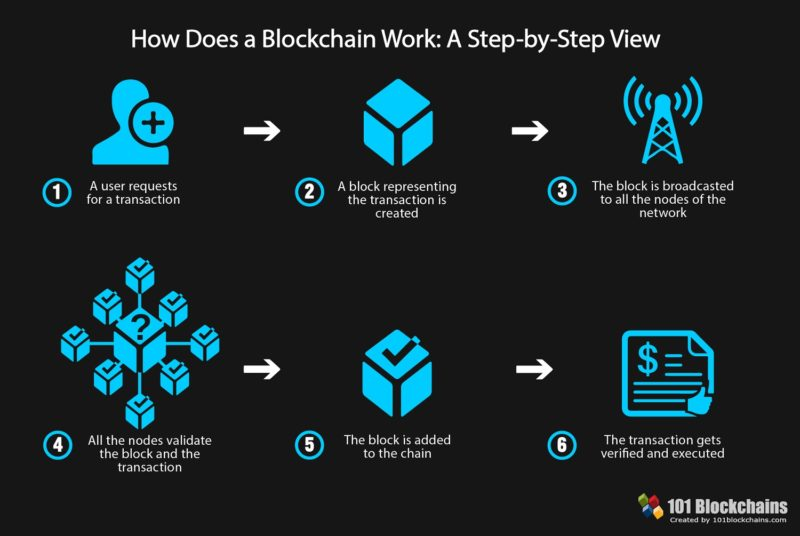 How Does a Blockchain Work: A Step-by-Step View
1
A user requests
for a transaction
2
A block representing
the transaction is
created
3
The block is broadcasted
to all the nodes of the
network
?
4
All the nodes validate
the block and the
transaction
5
The block is added
to the chain
$
6
The transaction gets
verified and executed
101 Blockchains
Created by 101blockchains.com